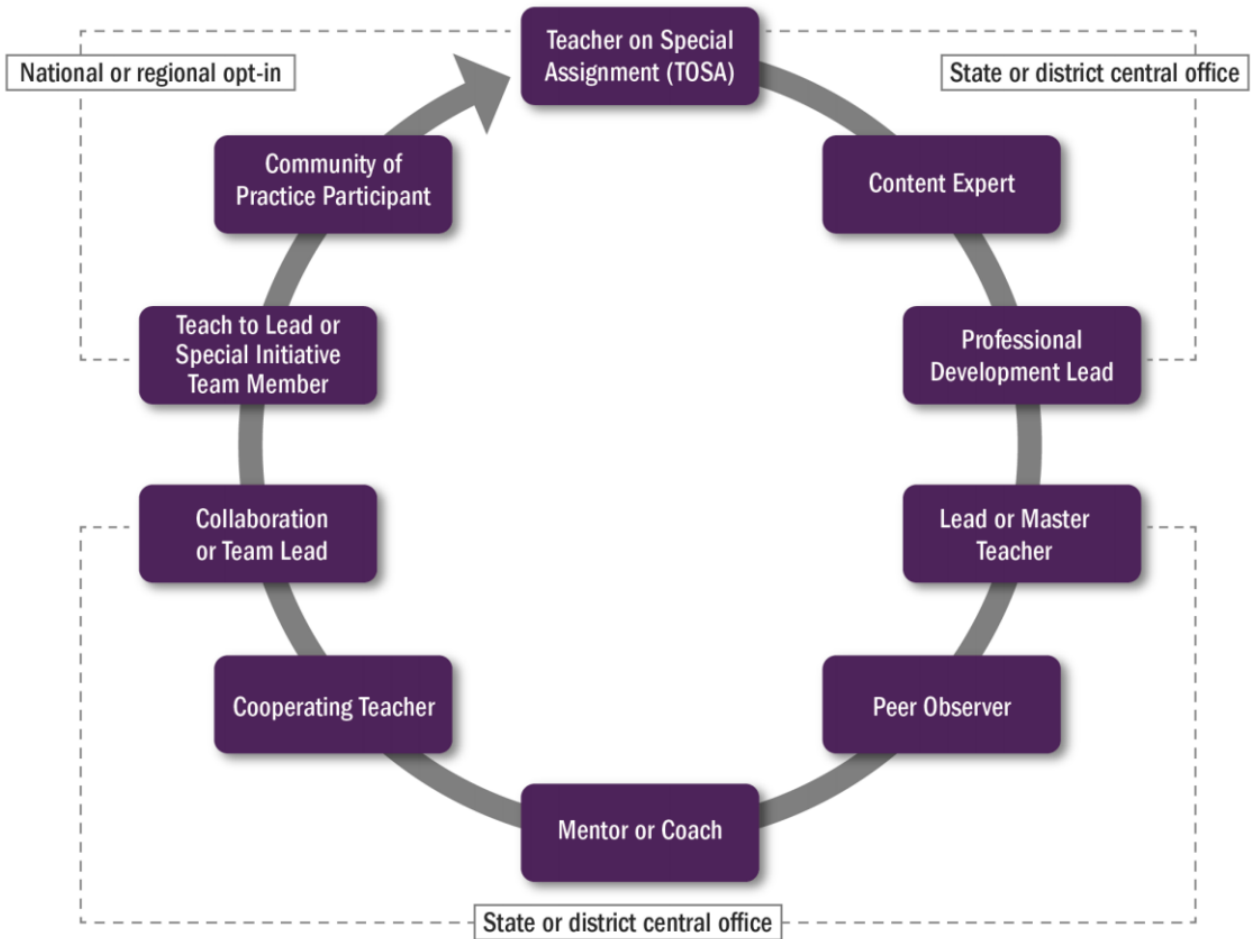 Teacher on Special
Assignment (TOSA)
National or regional opt-in
State or district central office
Community of
Practice Participant
Content Expert
Teach to Lead or
Special Initiative
Team Member
Professional
Development Lead
Collaboration
or Team Lead
Lead or Master
Teacher
Cooperating Teacher
Peer Observer
Mentor or Coach
State or district central office